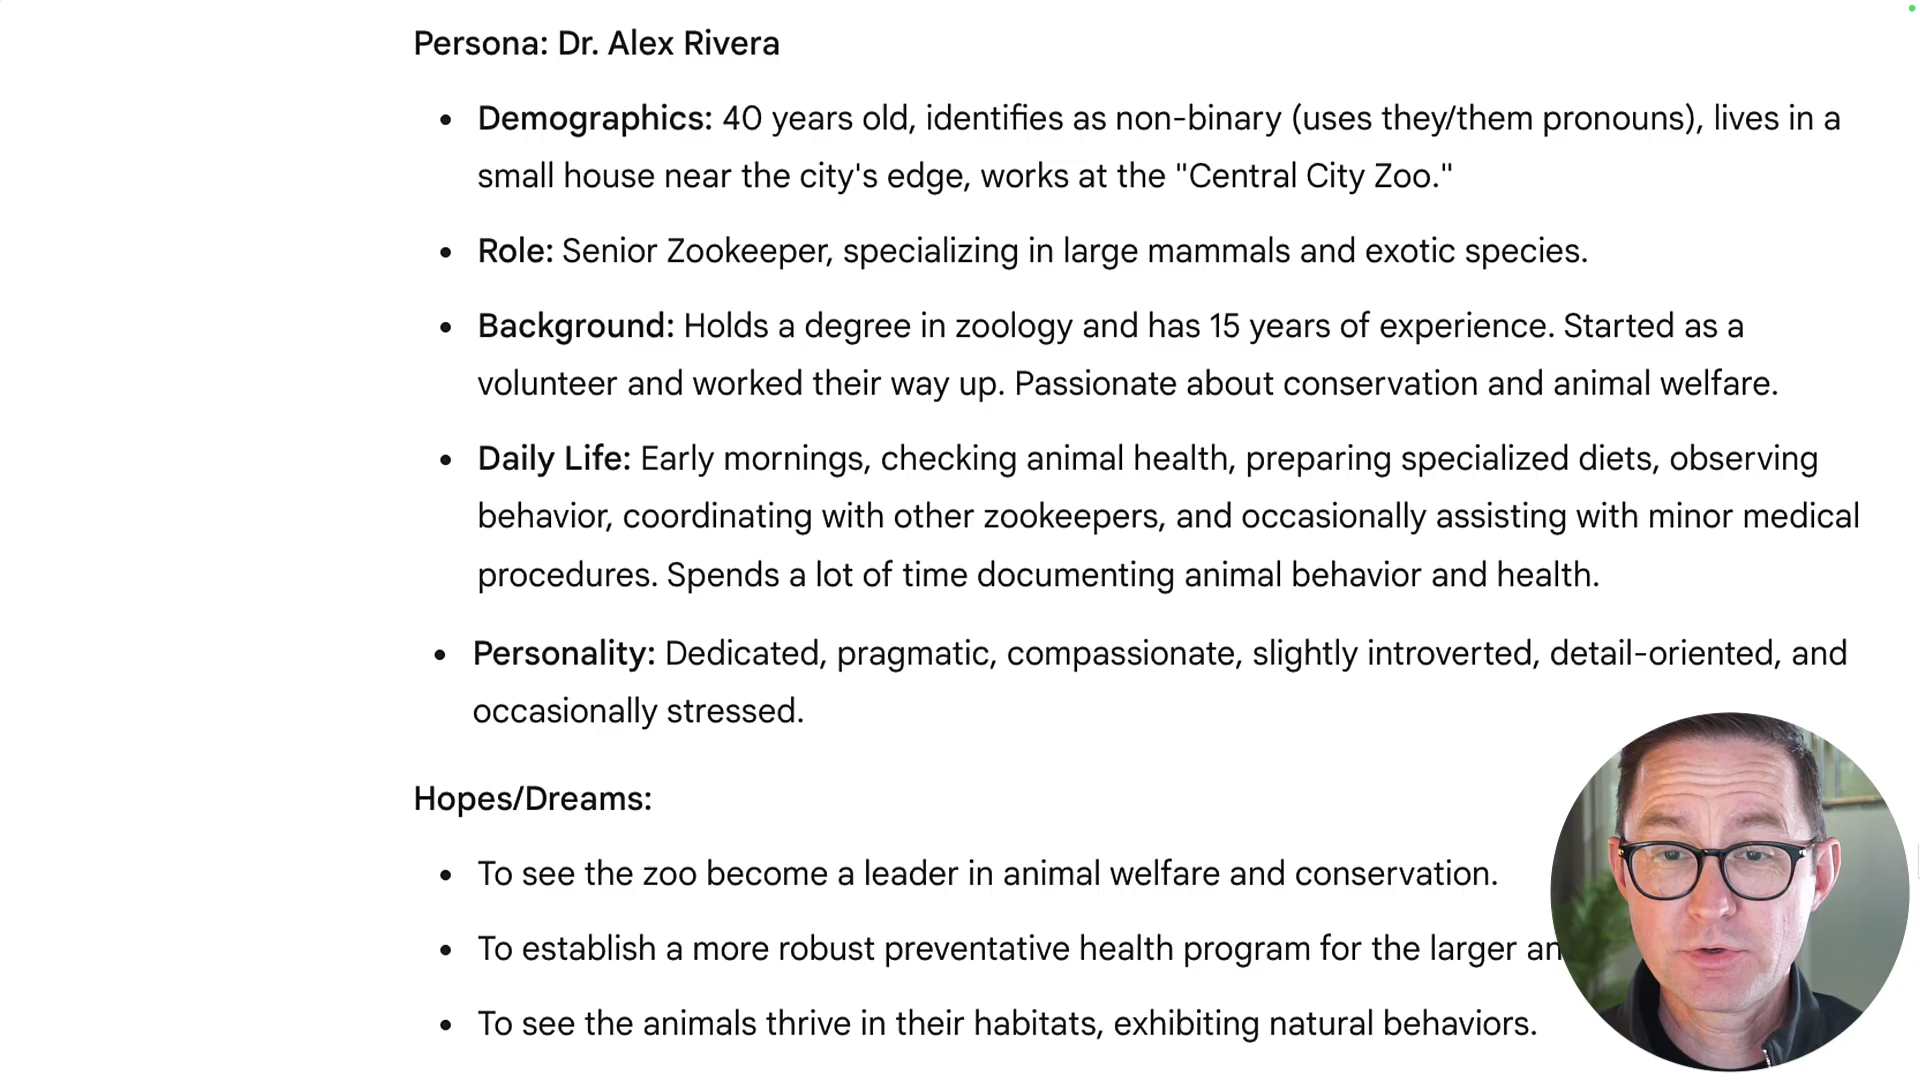 Persona: Dr. Alex Rivera
• Demographics: 40 years old, identifies as non-binary (uses they/them pronouns), lives in a
small house near the city's edge, works at the "Central City Zoo."
• Role: Senior Zookeeper, specializing in large mammals and exotic species.
• Background: Holds a degree in zoology and has 15 years of experience. Started as a
volunteer and worked their way up. Passionate about conservation and animal welfare.
• Daily Life: Early mornings, checking animal health, preparing specialized diets, observing
behavior, coordinating with other zookeepers, and occasionally assisting with minor medical
procedures. Spends a lot of time documenting animal behavior and health.
• Personality: Dedicated, pragmatic, compassionate, slightly introverted, detail-oriented, and
occasionally stressed.
Hopes/Dreams:
• To see the zoo become a leader in animal welfare and conservation.
• To establish a more robust preventative health program for the larger
• To see the animals thrive in their habitats, exhibiting natural behaviors.